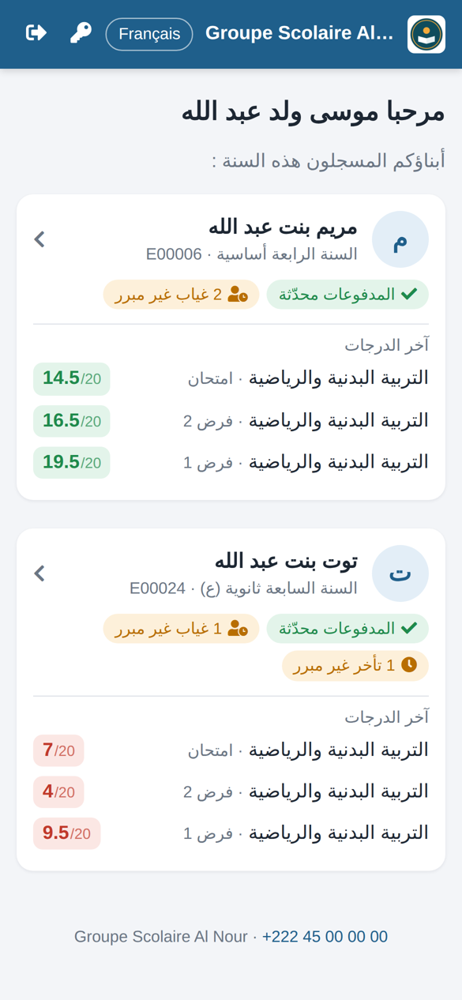 Groupe Scolaire Al... Français
مرحبا موسى ولد عبد الله
أبناؤكم المسجلون هذه السنة :
م
مريم بنت عبد الله
السنة الرابعة أساسية · E00006
المدفوعات محدّثة
2 غياب غير مبرر
آخر الدرجات
التربية البدنية والرياضية · امتحان 14.5/20
التربية البدنية والرياضية · فرض 2 16.5/20
التربية البدنية والرياضية · فرض 1 19.5/20
ت
توت بنت عبد الله
السنة السابعة ثانوية (ع) · E00024
المدفوعات محدّثة
1 غياب غير مبرر
1 تأخر غير مبرر
آخر الدرجات
التربية البدنية والرياضية · امتحان 7/20
التربية البدنية والرياضية · فرض 2 4/20
التربية البدنية والرياضية · فرض 1 9.5/20
Groupe Scolaire Al Nour · +222 45 00 00 00